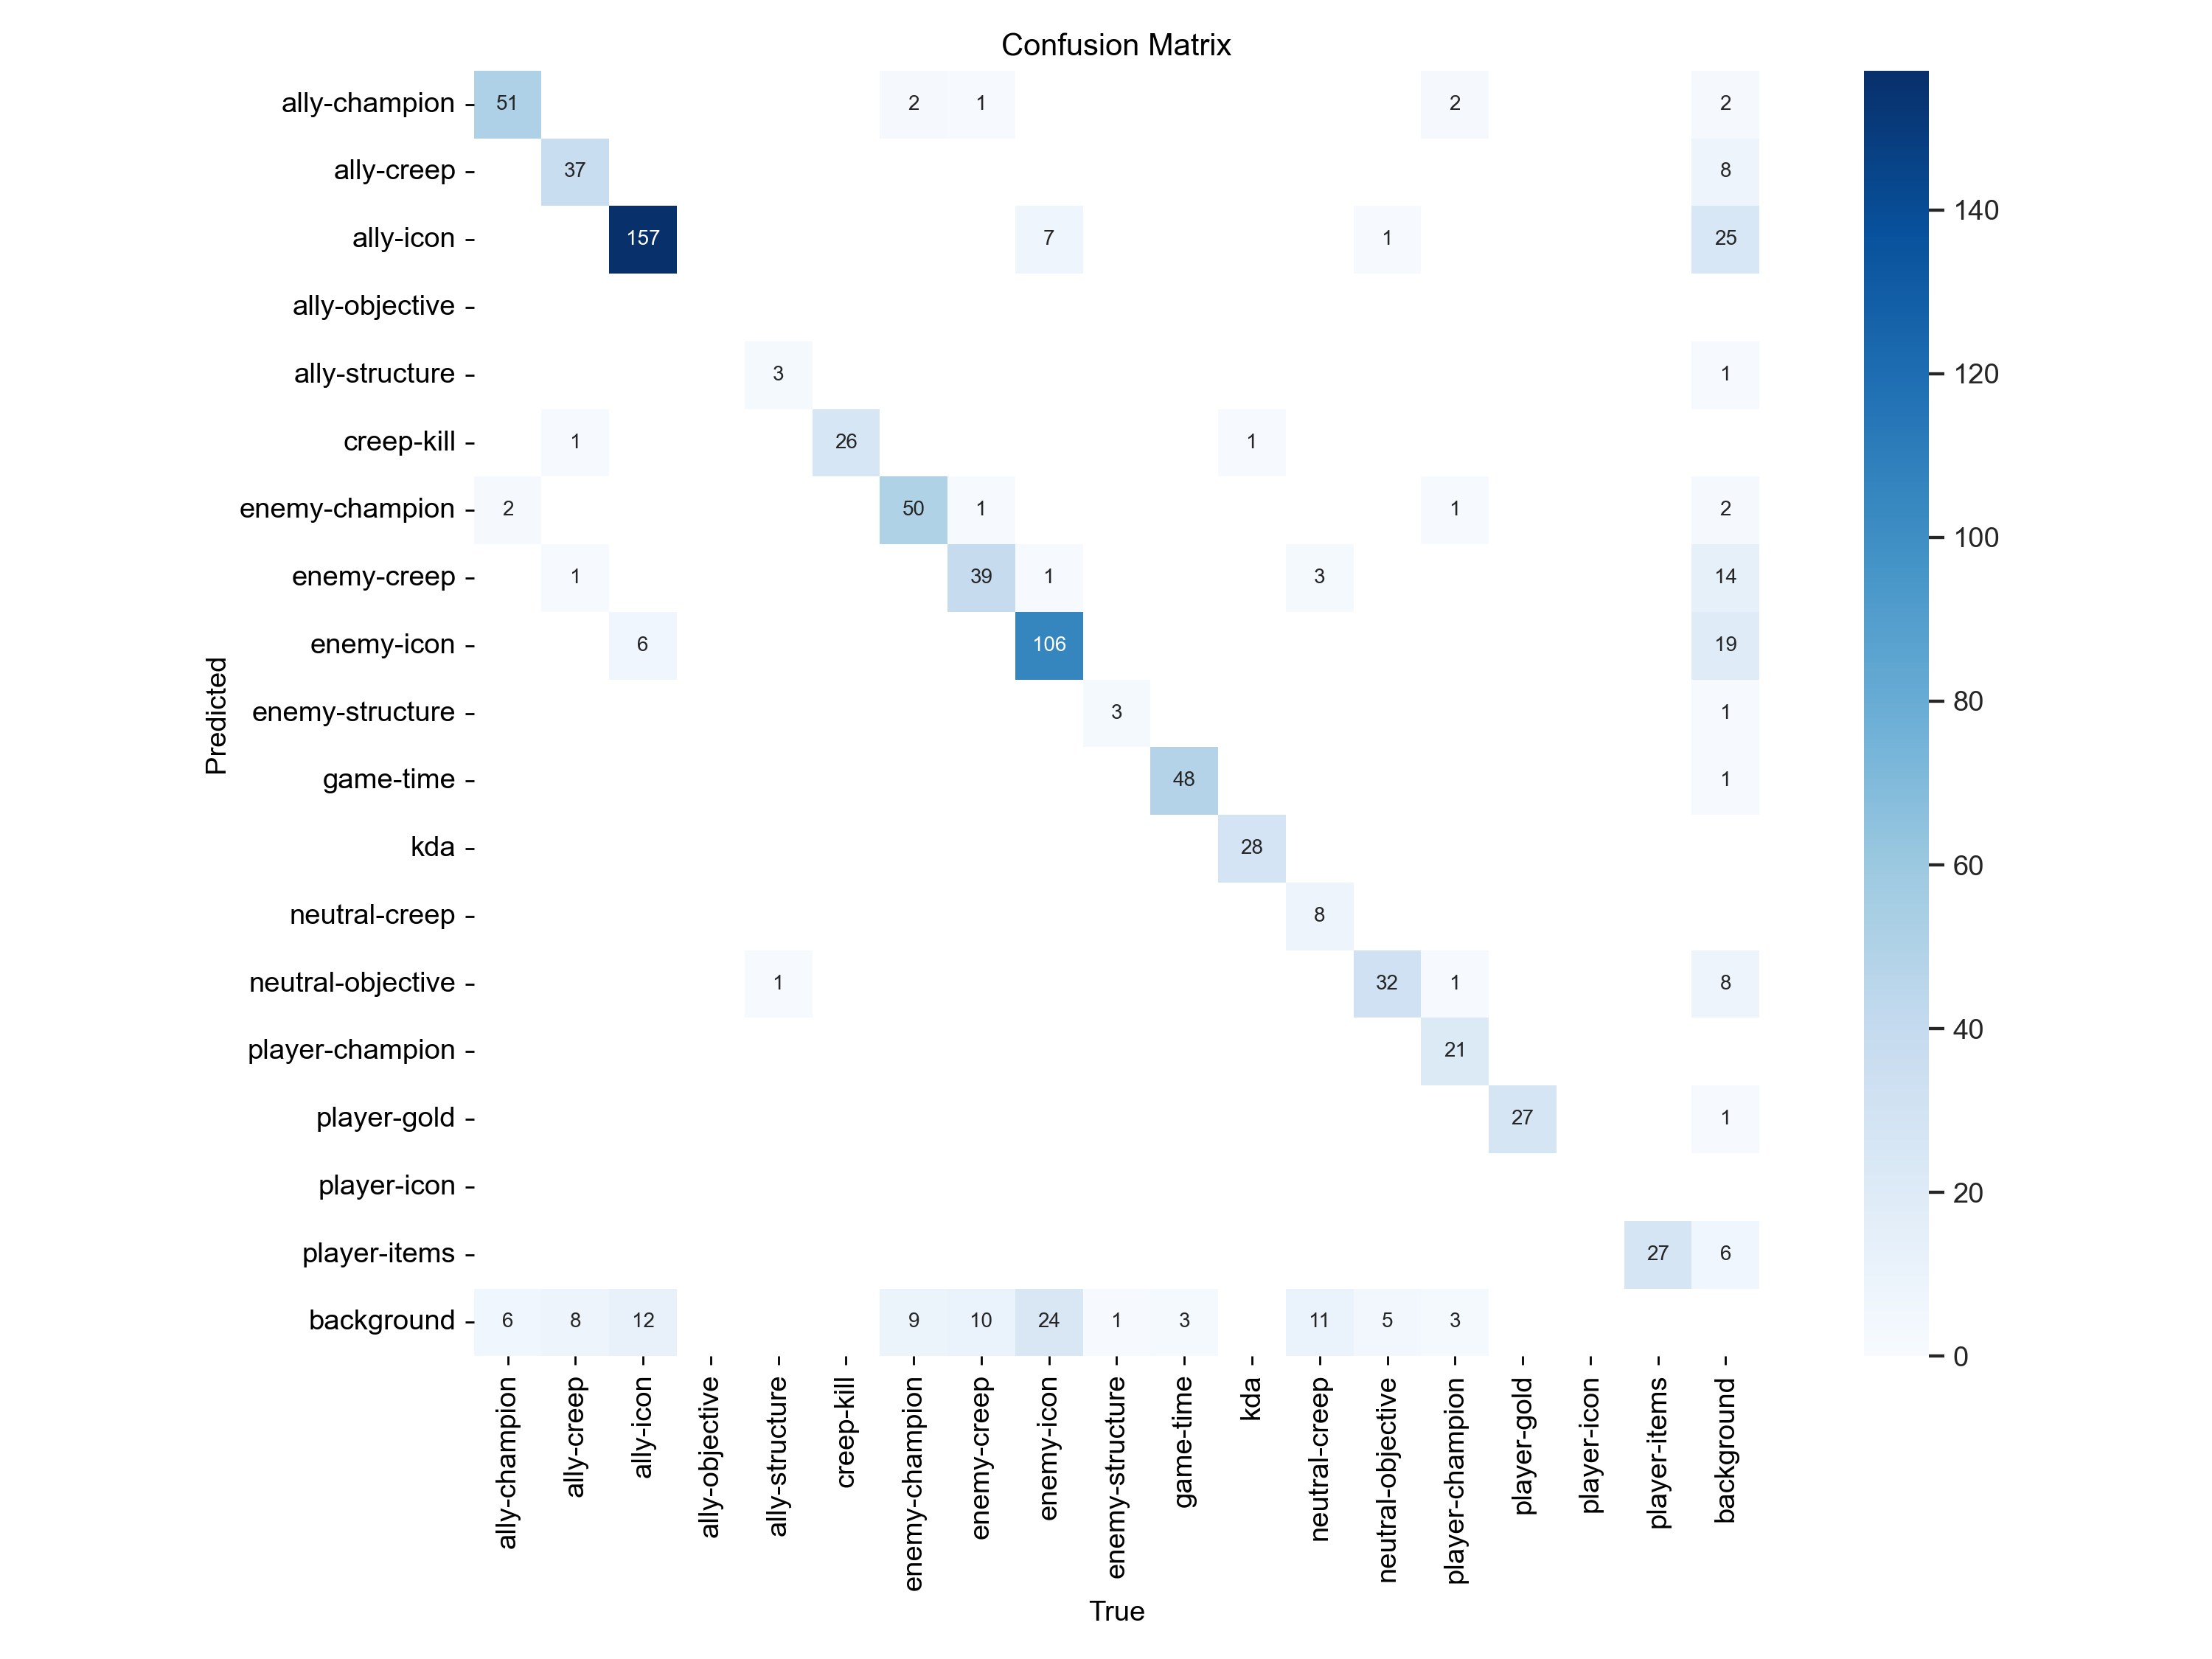 Confusion Matrix
ally-champion 51 2 1 2 2
ally-creep 37 8
ally-icon 157 7 1 25
ally-objective
ally-structure 3 1
creep-kill 1 26 1
enemy-champion 2 50 1 1 2
enemy-creep 1 39 1 3 14
enemy-icon 6 106 19
enemy-structure 3 1
game-time 48 1
kda 28
neutral-creep 8
neutral-objective 1 32 1 8
player-champion 21
player-gold 27 1
player-icon
player-items 27 6
background 6 8 12 9 10 24 1 3 11 5 3
Predicted
ally-champion
ally-creep
ally-icon
ally-objective
ally-structure
creep-kill
enemy-champion
enemy-creep
enemy-icon
enemy-structure
game-time
kda
neutral-creep
neutral-objective
player-champion
player-gold
player-icon
player-items
background
True
140
120
100
80
60
40
20
0